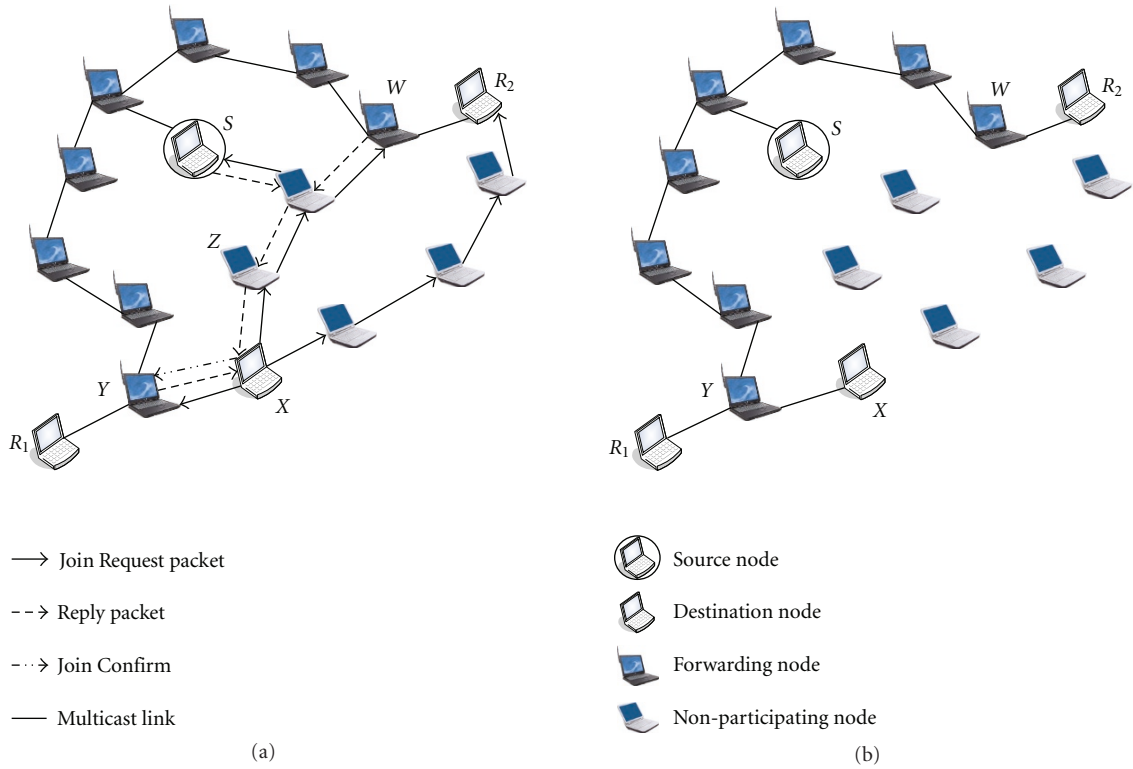 W
R2
S
Z
Y
X
R1
W
R2
S
Y
X
R1
Join Request packet
Reply packet
Join Confirm
Multicast link
(a)
Source node
Destination node
Forwarding node
Non-participating node
(b)